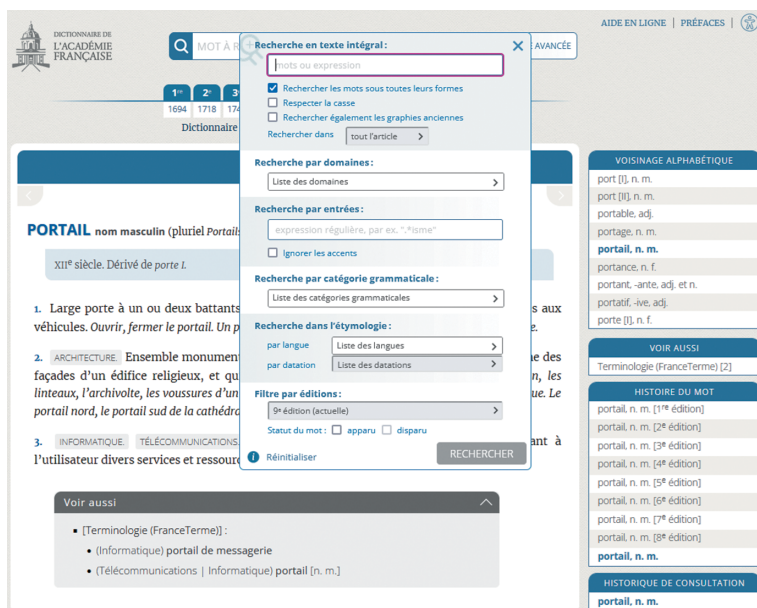 AIDE EN LIGNE | PRÉFACES |
DICTIONNAIRE DE
L'ACADÉMIE
FRANÇAISE
MOT À R
AVANCÉE
1re 2e 3
1694 1718 174
Dictionnaire
Recherche en texte intégral :
mots ou expression
Rechercher les mots sous toutes leurs formes
Respecter la casse
Rechercher également les graphies anciennes
Rechercher dans tout l'article
Recherche par domaines :
Liste des domaines
Recherche par entrées :
expression régulière, par ex. ".*isme"
Ignorer les accents
Recherche par catégorie grammaticale :
Liste des catégories grammaticales
Recherche dans l'étymologie :
par langue Liste des langues
par datation Liste des datations
Filtre par éditions :
9e édition (actuelle)
Statut du mot : apparu disparu
Réinitialiser
RECHERCHER
PORTAIL nom masculin (pluriel Portails
XIIe siècle. Dérivé de porte I.
1. Large porte à un ou deux battants s aux
véhicules. Ouvrir, fermer le portail. Un p e.
2. ARCHITECTURE. Ensemble monument ne des
façades d'un édifice religieux, et qu n, les
linteaux, l'archivolte, les voussures d'un que. Le
portail nord, le portail sud de la cathédra
3. INFORMATIQUE. TÉLÉCOMMUNICATIONS. ant à
l'utilisateur divers services et ressourc
Voir aussi
[Terminologie (FranceTerme)] :
(Informatique) portail de messagerie
(Télécommunications | Informatique) portail [n. m.]
VOISINAGE ALPHABÉTIQUE
port [I], n. m.
port [II], n. m.
portable, adj.
portage, n. m.
portail, n. m.
portance, n. f.
portant, -ante, adj. et n.
portatif, -ive, adj.
porte [I], n. f.
VOIR AUSSI
Terminologie (FranceTerme) [2]
HISTOIRE DU MOT
portail, n. m. [1re édition]
portail, n. m. [2e édition]
portail, n. m. [3e édition]
portail, n. m. [4e édition]
portail, n. m. [5e édition]
portail, n. m. [6e édition]
portail, n. m. [7e édition]
portail, n. m. [8e édition]
portail, n. m.
HISTORIQUE DE CONSULTATION
portail, n. m.